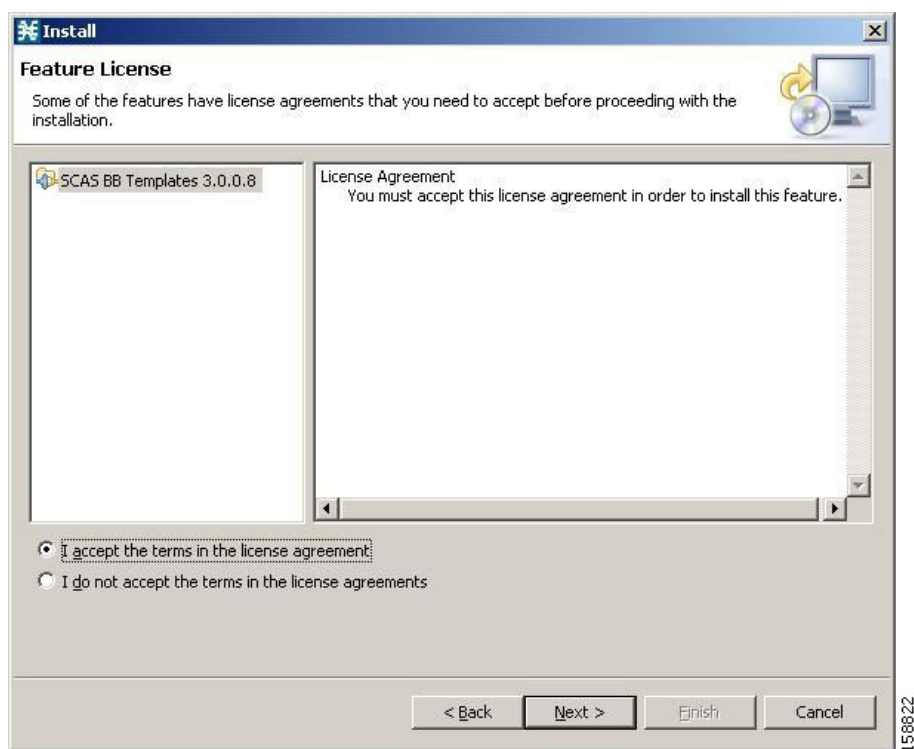 Install
Feature License
Some of the features have license agreements that you need to accept before proceeding with the
installation.
SCAS BB Templates 3.0.0.8
License Agreement
You must accept this license agreement in order to install this feature.
I accept the terms in the license agreement
I do not accept the terms in the license agreements
< Back
Next >
Finish
Cancel
158822